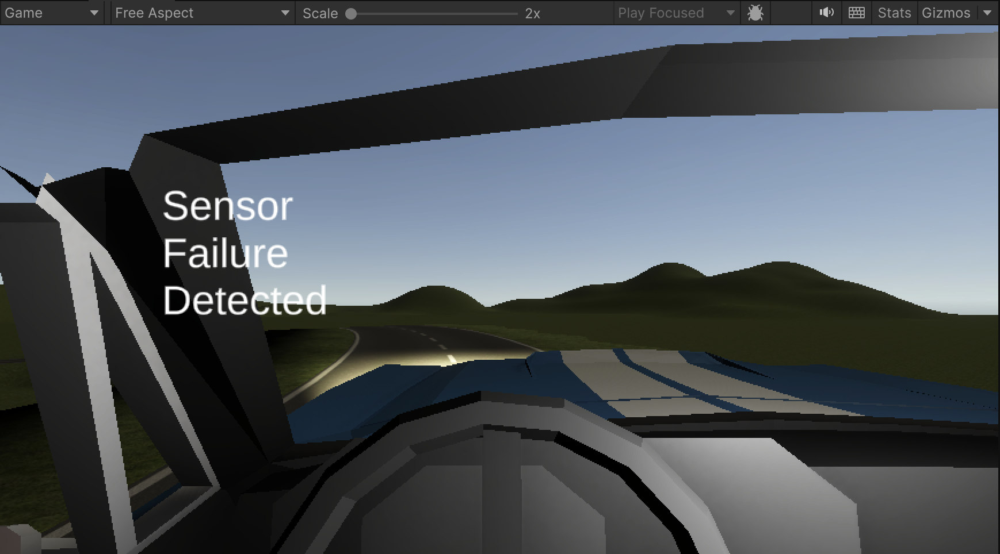 Game Free Aspect Scale 2x Play Focused Stats Gizmos
Sensor
Failure
Detected